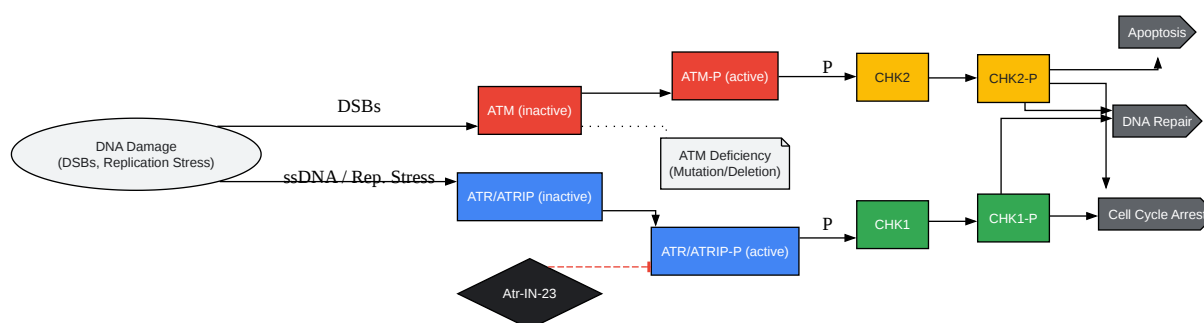 Apoptosis
ATM-P (active)
P
CHK2
CHK2-P
DSBs
ATM (inactive)
DNA Repair
DNA Damage
(DSBs, Replication Stress)
ATM Deficiency
(Mutation/Deletion)
ssDNA / Rep. Stress
ATR/ATRIP (inactive)
Cell Cycle Arrest
P
CHK1
CHK1-P
ATR/ATRIP-P (active)
Atr-IN-23